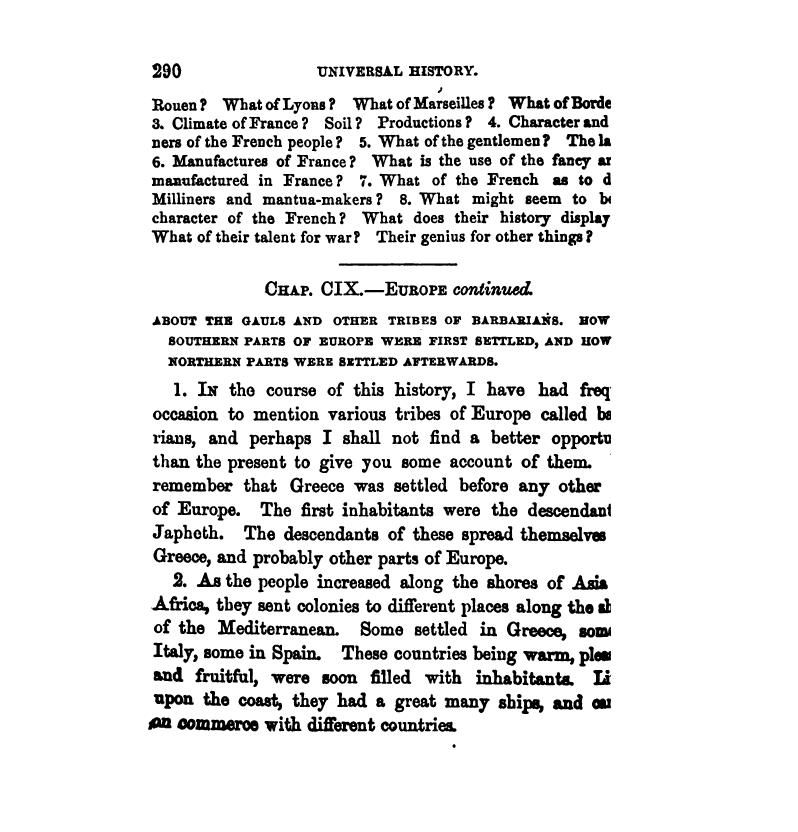 290 UNIVERSAL HISTORY.
Rouen? What of Lyons? What of Marseilles? What of Borde
3. Climate of France? Soil? Productions? 4. Character and
ners of the French people? 5. What of the gentlemen? The la
6. Manufactures of France? What is the use of the fancy ar
manufactured in France? 7. What of the French as to d
Milliners and mantua-makers? 8. What might seem to be
character of the French? What does their history display
What of their talent for war? Their genius for other things?
CHAP. CIX.—EUROPE continued.
ABOUT THE GAULS AND OTHER TRIBES OF BARBARIANS. HOW
SOUTHERN PARTS OF EUROPE WERE FIRST SETTLED, AND HOW
NORTHERN PARTS WERE SETTLED AFTERWARDS.
1. IN the course of this history, I have had freq
occasion to mention various tribes of Europe called ba
rians, and perhaps I shall not find a better opportu
than the present to give you some account of them.
remember that Greece was settled before any other
of Europe. The first inhabitants were the descendant
Japheth. The descendants of these spread themselves
Greece, and probably other parts of Europe.
2. As the people increased along the shores of Asia
Africa, they sent colonies to different places along the sh
of the Mediterranean. Some settled in Greece, some
Italy, some in Spain. These countries being warm, pleas
and fruitful, were soon filled with inhabitants. Li
upon the coast, they had a great many ships, and car
on commerce with different countries.